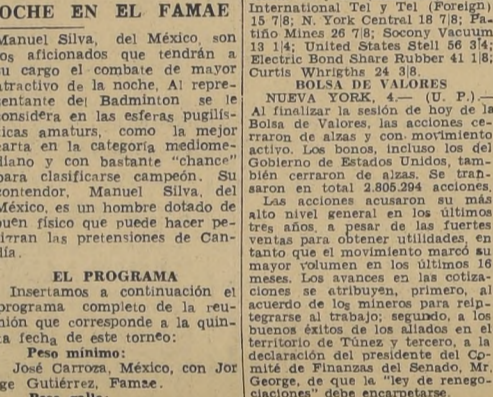 OCHE EN EL FAMAE
Manuel Silva, del México, son
os aficionados que tendrán a
su cargo el combate de mayor
atractivo de la noche, Al repre-
sentante del Badminton se le
considera en las esferas pugilís-
ticas amaturs, como la mejor
carta en la categoría mediome-
diano y con bastante "chance"
para clasificarse campeón. Su
contendor, Manuel Silva, del
México, es un hombre dotado de
buen físico que puede hacer pe-
las pretensiones de Can-
día.
EL PROGRAMA
Insertamos a continuación el
programa completo de la reu-
nión que corresponde a la quin-
ta fecha de este torneo:
Peso mínimo:
José Carroza, México, con Jor
ge Gutiérrez, Famae.
International Tel y Tel (Foreign)
15 7|8; N. York Central 18 7|8; Pa-
tiño Mines 26 7|8; Socony Vacuum
13 1|4; United States Stell 56 3|4;
Electric Bond Share Rubber 41 1|8;
Curtis Whrigths 24 3|8.
BOLSA DE VALORES
NUEVA YORK, 4.— (U. P.).—
Al finalizar la sesión de hoy de la
Bolsa de Valores, las acciones ce-
rraron de alzas y con movimiento
activo. Los bonos, incluso los del
Gobierno de Estados Unidos, tam-
bién cerraron de alzas. Se tran-
saron en total 2.805.294 acciones.
Las acciones acusaron su más
alto nivel general en los últimos
tres años, a pesar de las fuertes
ventas para obtener utilidades, en
tanto que el movimiento marcó su
mayor volumen en los últimos 16
meses. Los avances en las cotiza-
ciones se atribuyen, primero, al
acuerdo de los mineros para reip-
tegrarse al trabajo; segundo, a los
buenos éxitos de los aliados en el
territorio de Túnez y tercero, a la
declaración del presidente del Co-
mité de Finanzas del Senado, Mr.
George, de que la "ley de renego-
ciaciones" debe encarpetarse.